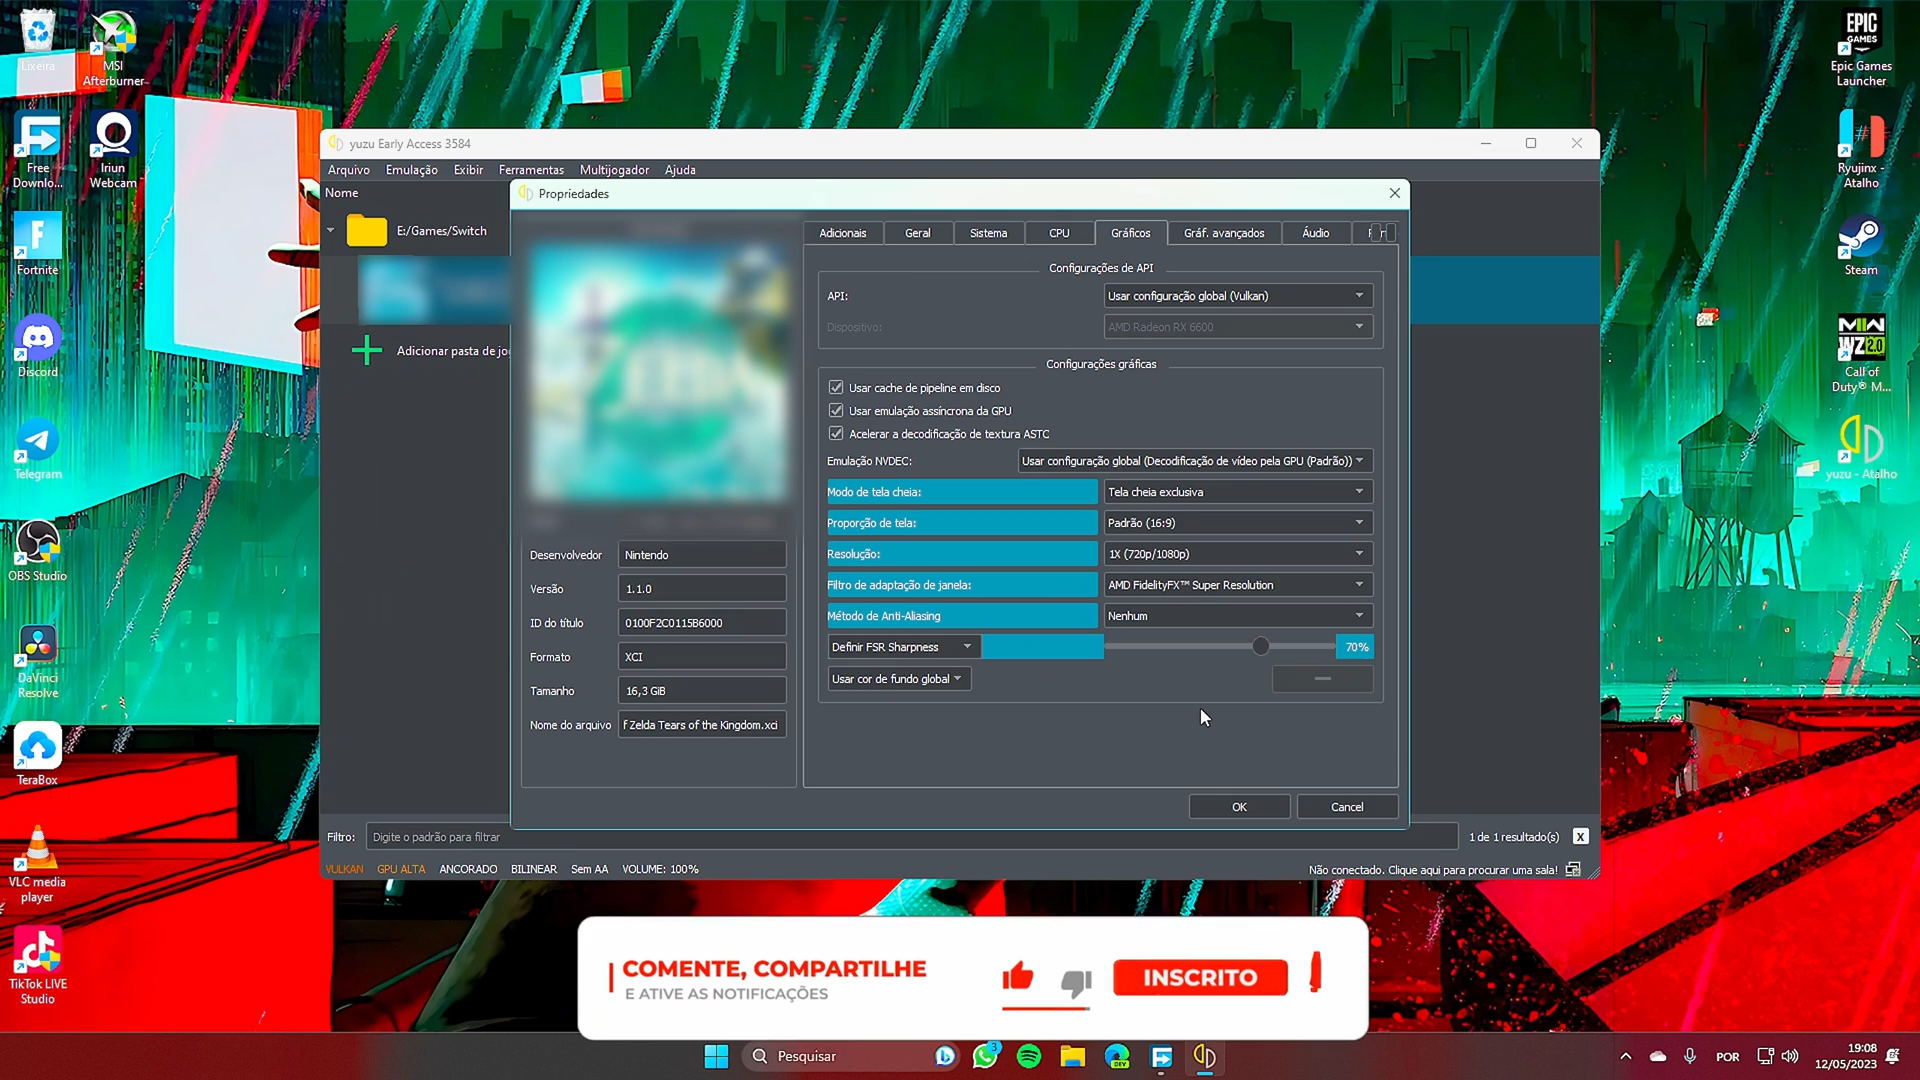 Lixeira
MSI
Afterburner
Free
Downlo...
Iriun
Webcam
Fortnite
Discord
Telegram
OBS Studio
DaVinci
Resolve
TeraBox
VLC media
player
TikTok LIVE
Studio
EPIC
GAMES
Epic Games
Launcher
Ryujinx -
Atalho
Steam
MW
WZ 2.0
Call of
Duty® M...
yuzu - Atalho
yuzu Early Access 3584
Arquivo Emulação Exibir Ferramentas Multijogador Ajuda
Nome
E:/Games/Switch
Adicionar pasta de jo
Propriedades
Adicionais Geral Sistema CPU Gráficos Gráf. avançados Áudio
Configurações de API
API: Usar configuração global (Vulkan)
Dispositivo: AMD Radeon RX 6600
Configurações gráficas
Usar cache de pipeline em disco
Usar emulação assíncrona da GPU
Acelerar a decodificação de textura ASTC
Emulação NVDEC: Usar configuração global (Decodificação de vídeo pela GPU (Padrão))
Modo de tela cheia: Tela cheia exclusiva
Proporção de tela: Padrão (16:9)
Resolução: 1X (720p/1080p)
Filtro de adaptação de janela: AMD FidelityFX™ Super Resolution
Método de Anti-Aliasing Nenhum
Definir FSR Sharpness 70%
Usar cor de fundo global
Desenvolvedor Nintendo
Versão 1.1.0
ID do título 0100F2C0115B6000
Formato XCI
Tamanho 16,3 GiB
Nome do arquivo f Zelda Tears of the Kingdom.xci
OK Cancel
Filtro: Digite o padrão para filtrar 1 de 1 resultado(s) X
VULKAN GPU ALTA ANCORADO BILINEAR Sem AA VOLUME: 100% Não conectado. Clique aqui para procurar uma sala!
COMENTE, COMPARTILHE
E ATIVE AS NOTIFICAÇÕES
INSCRITO
Pesquisar
3
DEV
POR
19:08
12/05/2023